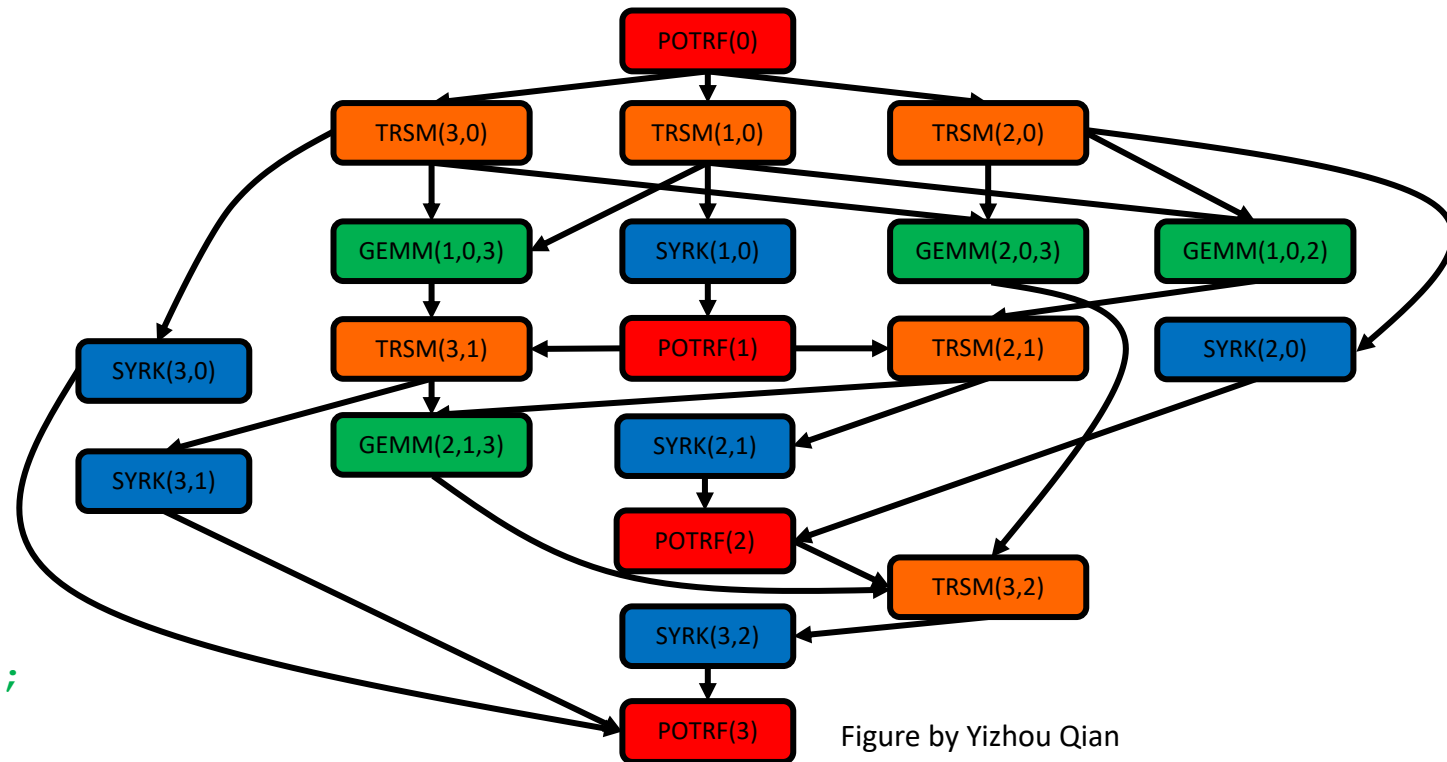 POTRF(0)
TRSM(3,0)
TRSM(1,0)
TRSM(2,0)
GEMM(1,0,3)
SYRK(1,0)
GEMM(2,0,3)
GEMM(1,0,2)
SYRK(3,0)
TRSM(3,1)
POTRF(1)
TRSM(2,1)
SYRK(2,0)
SYRK(3,1)
GEMM(2,1,3)
SYRK(2,1)
POTRF(2)
TRSM(3,2)
SYRK(3,2)
;
POTRF(3)
Figure by Yizhou Qian